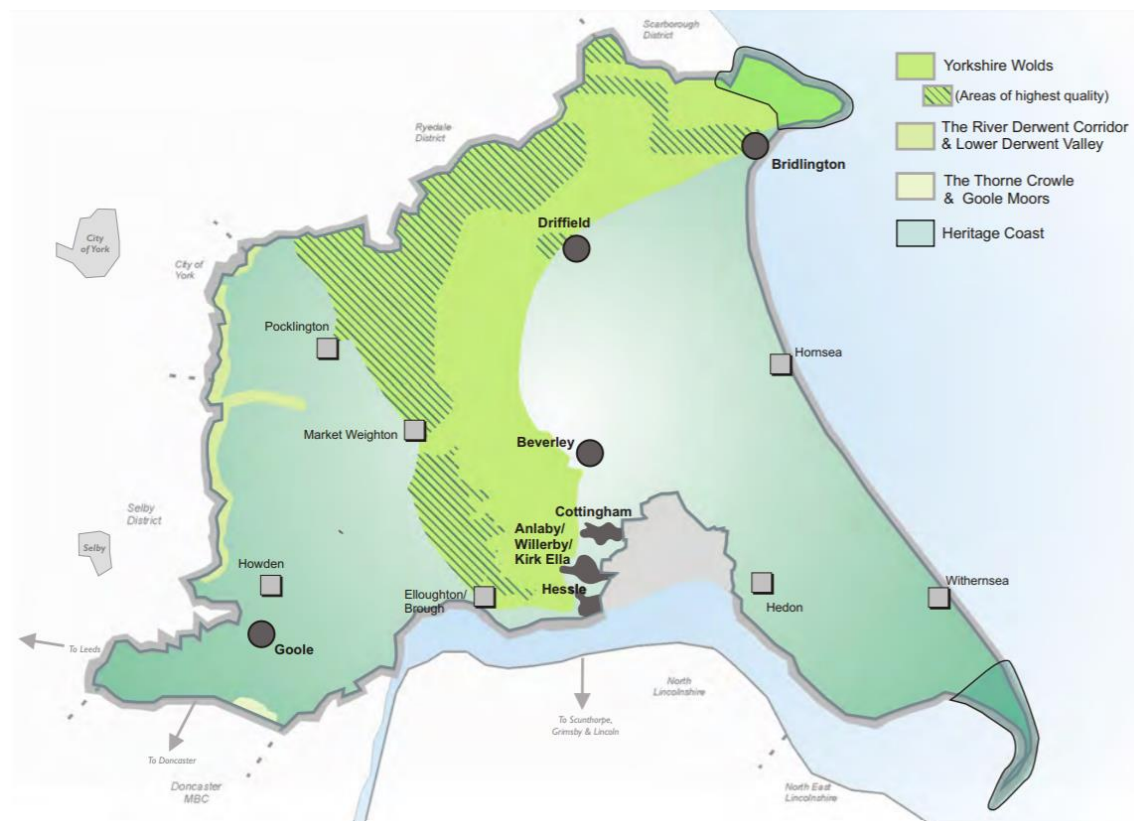 Scarborough
District
Yorkshire Wolds
(Areas of highest quality)
The River Derwent Corridor
& Lower Derwent Valley
The Thorne Crowle
& Goole Moors
Heritage Coast
Ryedale
District
Bridlington
City
of York
City of
York
Driffield
Pocklington
Hornsea
Market Weighton
Beverley
Selby
District
Selby
Cottingham
Anlaby/
Willerby/
Kirk Ella
Hessle
Howden
Elloughton/
Brough
Hedon
Withernsea
Goole
To Leeds
North
Lincolnshire
To Scunthorpe,
Grimsby & Lincoln
To Doncaster
Doncaster
MBC
North East
Lincolnshire